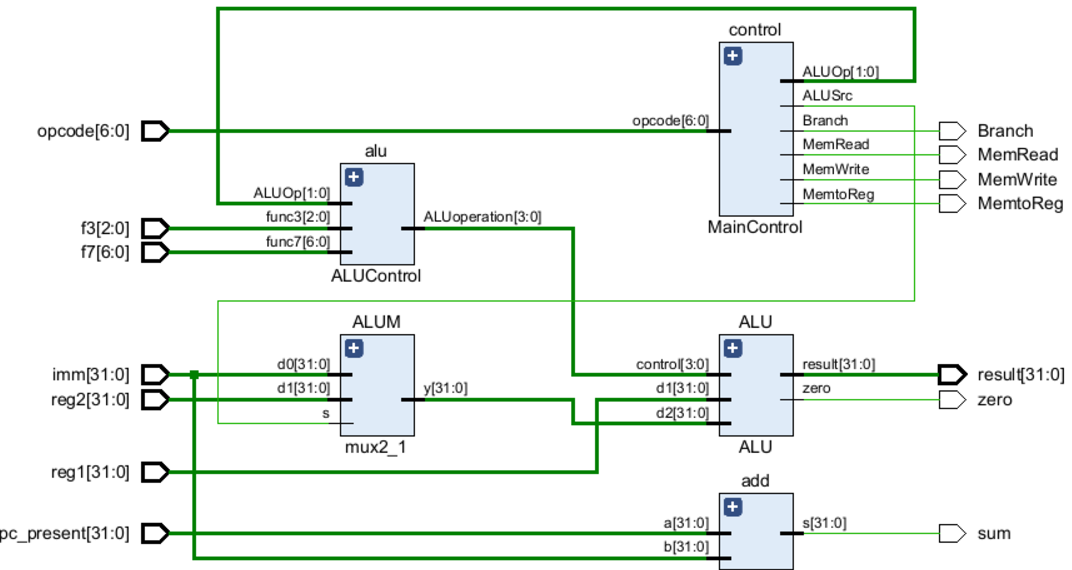 control
ALUOp[1:0]
ALUSrc
opcode[6:0]
opcode[6:0]
Branch
Branch
MemRead
MemRead
MemWrite
MemWrite
MemtoReg
MemtoReg
MainControl
alu
ALUOp[1:0]
f3[2:0]
func3[2:0]
ALUoperation[3:0]
f7[6:0]
func7[6:0]
ALUControl
ALUM
ALU
imm[31:0]
d0[31:0]
control[3:0]
result[31:0]
result[31:0]
reg2[31:0]
d1[31:0]
y[31:0]
d1[31:0]
zero
zero
s
d2[31:0]
mux2_1
ALU
reg1[31:0]
add
pc_present[31:0]
a[31:0]
s[31:0]
sum
b[31:0]